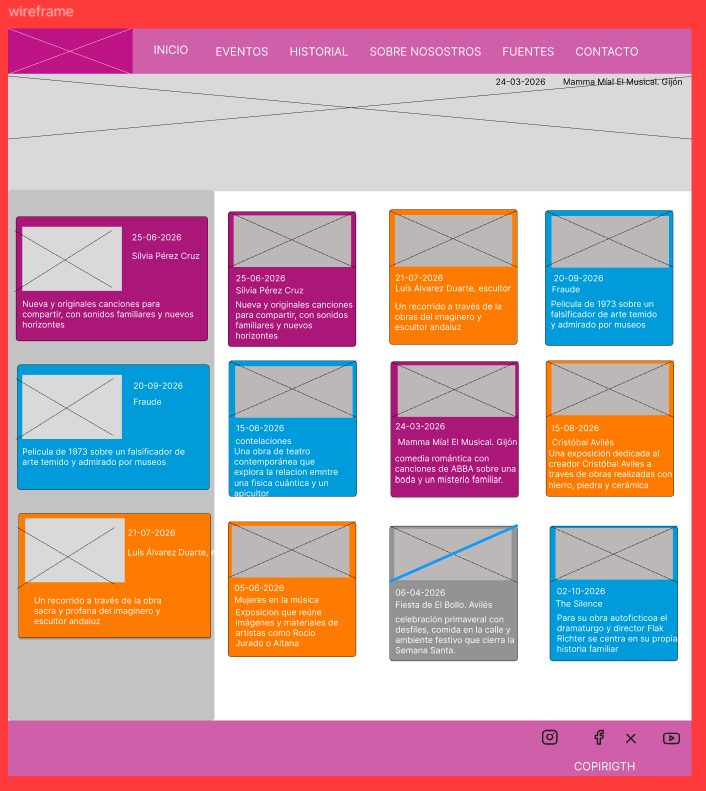 wireframe
INICIO
EVENTOS
HISTORIAL
SOBRE NOSOSTROS
FUENTES
CONTACTO
24-03-2026
Mamma Mía! El Musical. Gijón
25-06-2026
Sílvia Pérez Cruz
Nueva y originales canciones para
compartir, con sonidos familiares y nuevos
horizontes
20-09-2026
Fraude
Película de 1973 sobre un falsificador de
arte temido y admirado por museos
21-07-2026
Luís Álvarez Duarte,
Un recorrido a través de la obra
sacra y profana del imaginero y
escultor andaluz
25-06-2026
Sílvia Pérez Cruz
Nueva y originales canciones
para compartir, con sonidos
familiares y nuevos
horizontes
21-07-2026
Luís Álvarez Duarte, escultor
Un recorrido a través de la
obras del imaginero y
escultor andaluz
20-09-2026
Fraude
Película de 1973 sobre un
falsificador de arte temido
y admirado por museos
15-06-2026
contelaciones
Una obra de teatro
contemporánea que
explora la relacion emntre
una fisica cuántica y un
apicultor
24-03-2026
Mamma Mía! El Musical. Gijón
comedia romántica con
canciones de ABBA sobre una
boda y un misterio familiar.
15-08-2026
Cristóbal Avilés
Una exposición dedicada al
creador Cristóbal Aviles a
traves de obras realizadas con
hierro, piedra y cerámica
05-06-2026
Mujeres en la música
Exposicion que reúne
imágenes y materiales de
artistas como Rocio
Jurado o Aitana
06-04-2026
Fiesta de El Bollo. Avilés
celebración primaveral con
desfiles, comida en la calle y
ambiente festivo que cierra la
Semana Santa.
02-10-2026
The Silence
Para su obra autofícticoa el
dramaturgo y director Flak
Richter se centra en su propia
historia familiar
COPIRIGTH